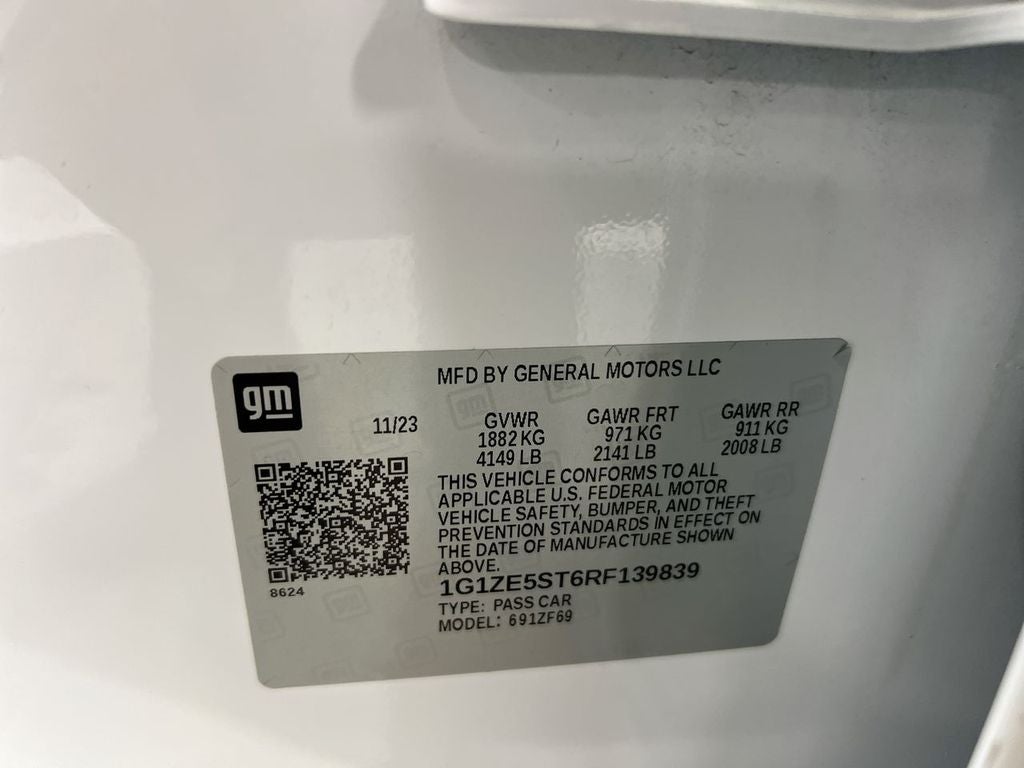 gm
MFD BY GENERAL MOTORS LLC
11/23 GVWR GAWR FRT GAWR RR
1882 KG 971 KG 911 KG
4149 LB 2141 LB 2008 LB
THIS VEHICLE CONFORMS TO ALL
APPLICABLE U.S. FEDERAL MOTOR
VEHICLE SAFETY, BUMPER, AND THEFT
PREVENTION STANDARDS IN EFFECT ON
THE DATE OF MANUFACTURE SHOWN
ABOVE.
1G1ZE5ST6RF139839
8624
TYPE: PASS CAR
MODEL: 691ZF69